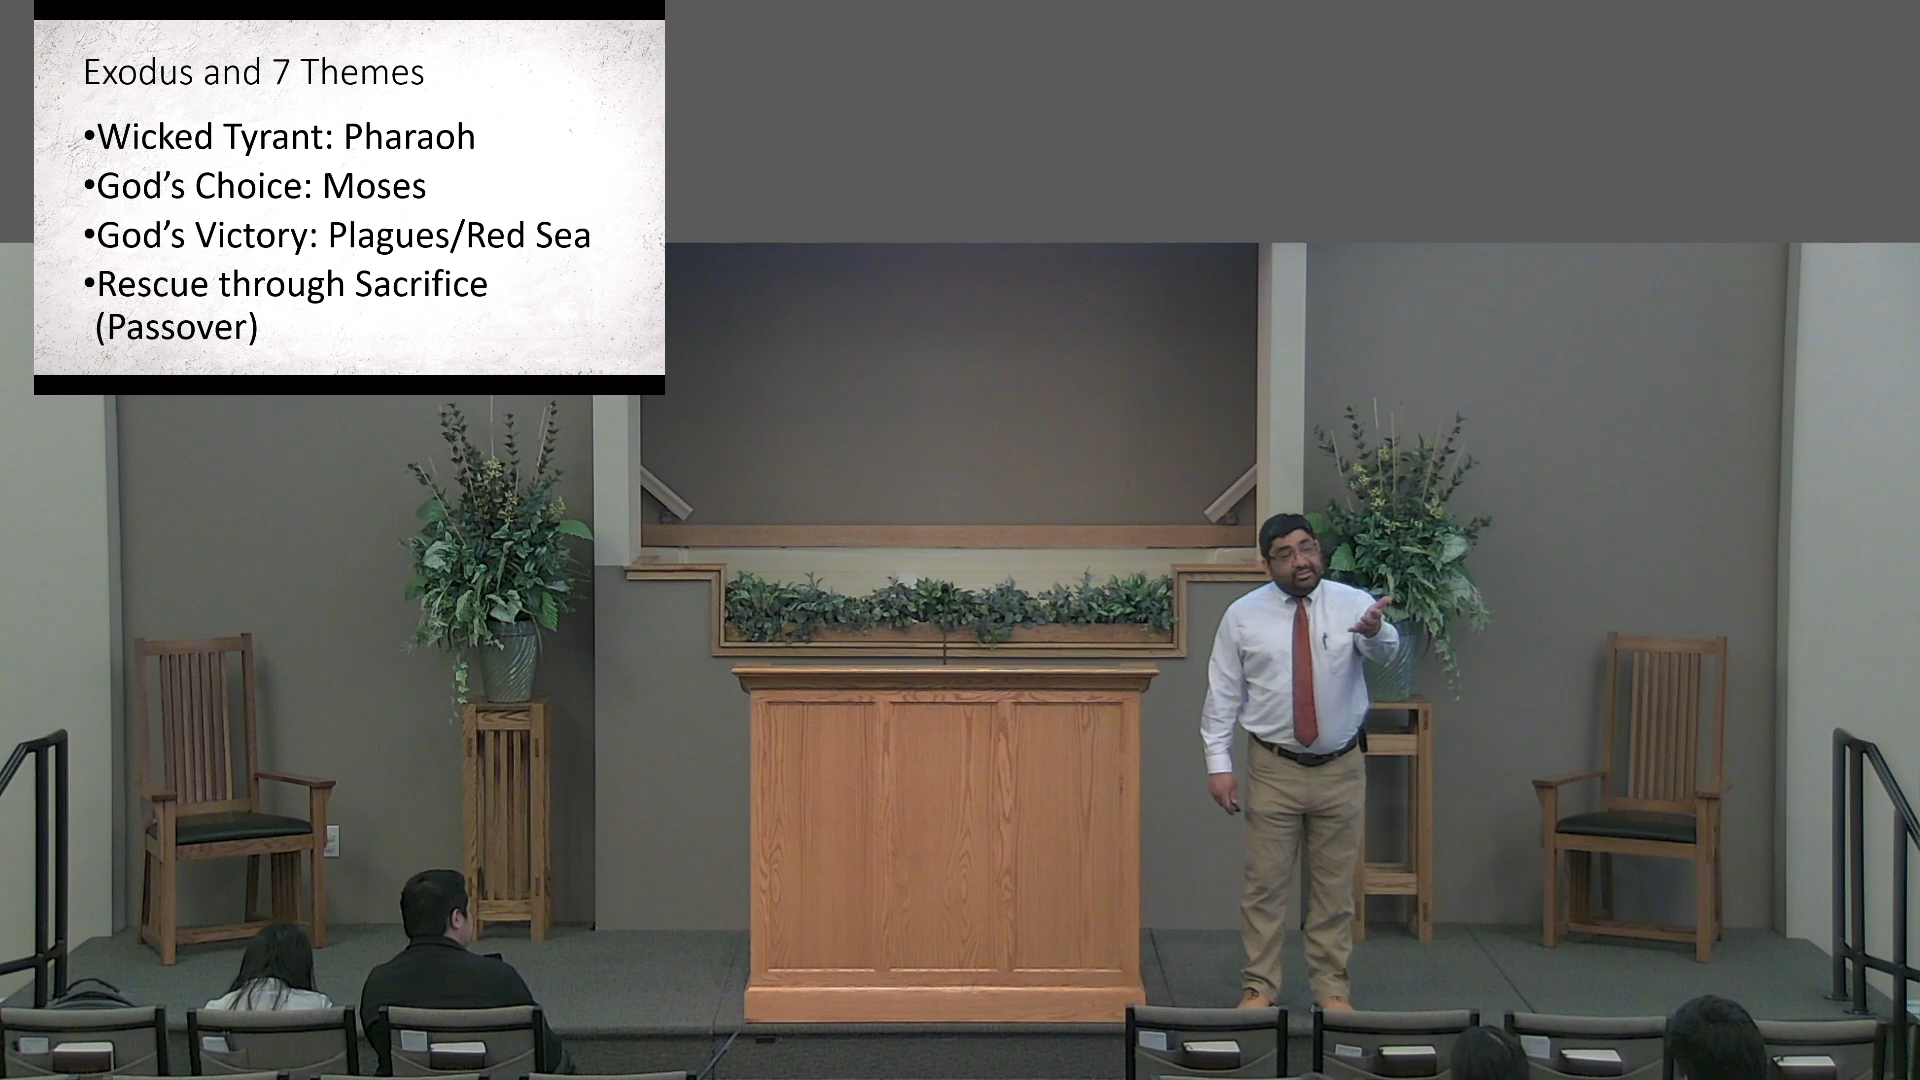 Exodus and 7 Themes
•Wicked Tyrant: Pharaoh
•God’s Choice: Moses
•God’s Victory: Plagues/Red Sea
•Rescue through Sacrifice
(Passover)